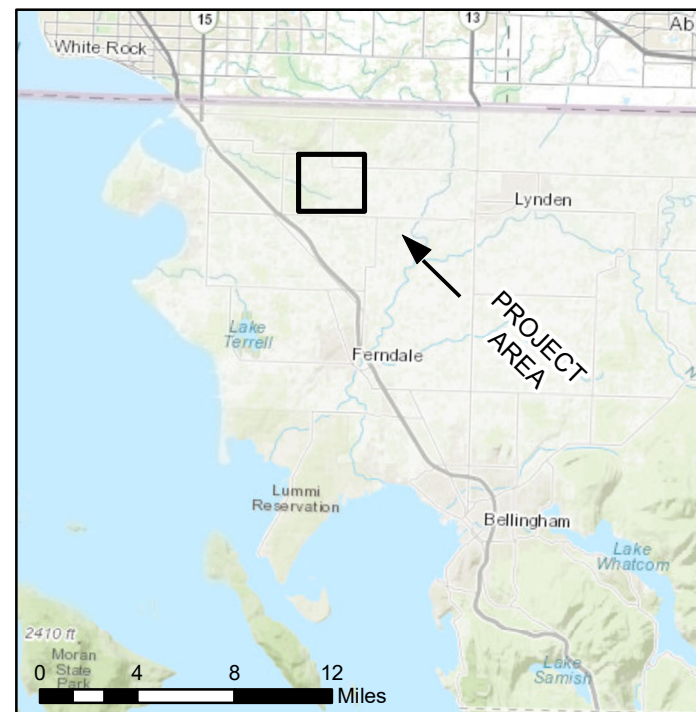 15
13
Ab
White Rock
Lynden
PROJECT
AREA
Lake
Terrell
Ferndale
N
Lummi
Reservation
Bellingham
Lake
Whatcom
2410 ft
Moran
State
Park
Lake
Samish
0 4 8 12
Miles